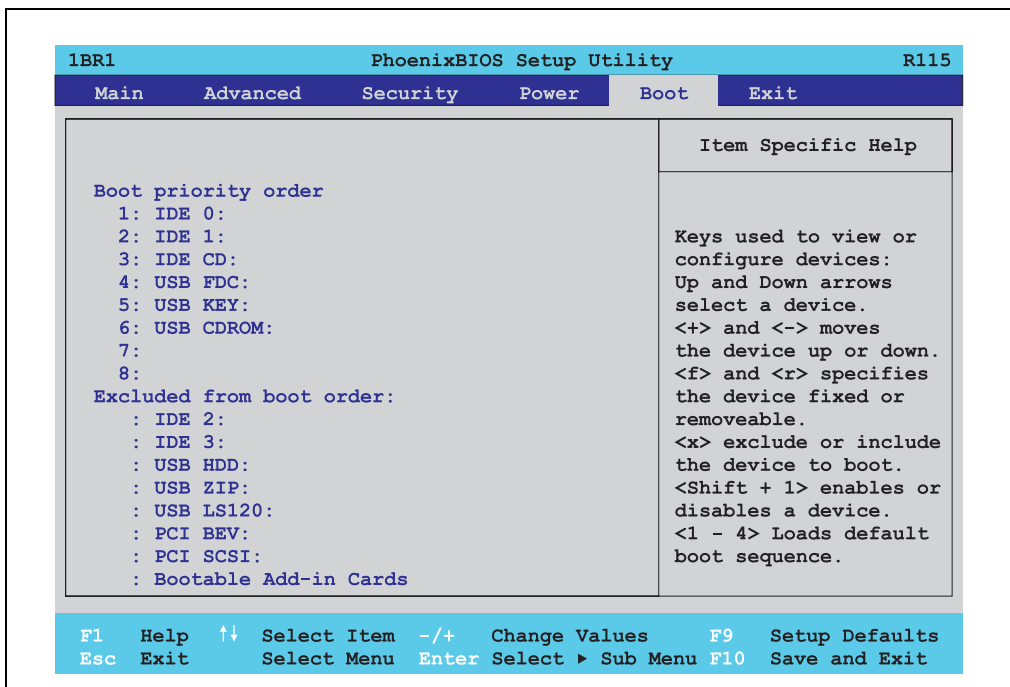 1BR1 PhoenixBIOS Setup Utility R115
Main Advanced Security Power Boot Exit
Boot priority order
1: IDE 0:
2: IDE 1:
3: IDE CD:
4: USB FDC:
5: USB KEY:
6: USB CDROM:
7:
8:
Excluded from boot order:
: IDE 2:
: IDE 3:
: USB HDD:
: USB ZIP:
: USB LS120:
: PCI BEV:
: PCI SCSI:
: Bootable Add-in Cards
Item Specific Help
Keys used to view or
configure devices:
Up and Down arrows
select a device.
<+> and <-> moves
the device up or down.
<f> and <r> specifies
the device fixed or
removeable.
<x> exclude or include
the device to boot.
<Shift + 1> enables or
disables a device.
<1 - 4> Loads default
boot sequence.
F1 Help ↑↓ Select Item -/+ Change Values F9 Setup Defaults
Esc Exit Select Menu Enter Select ▶ Sub Menu F10 Save and Exit